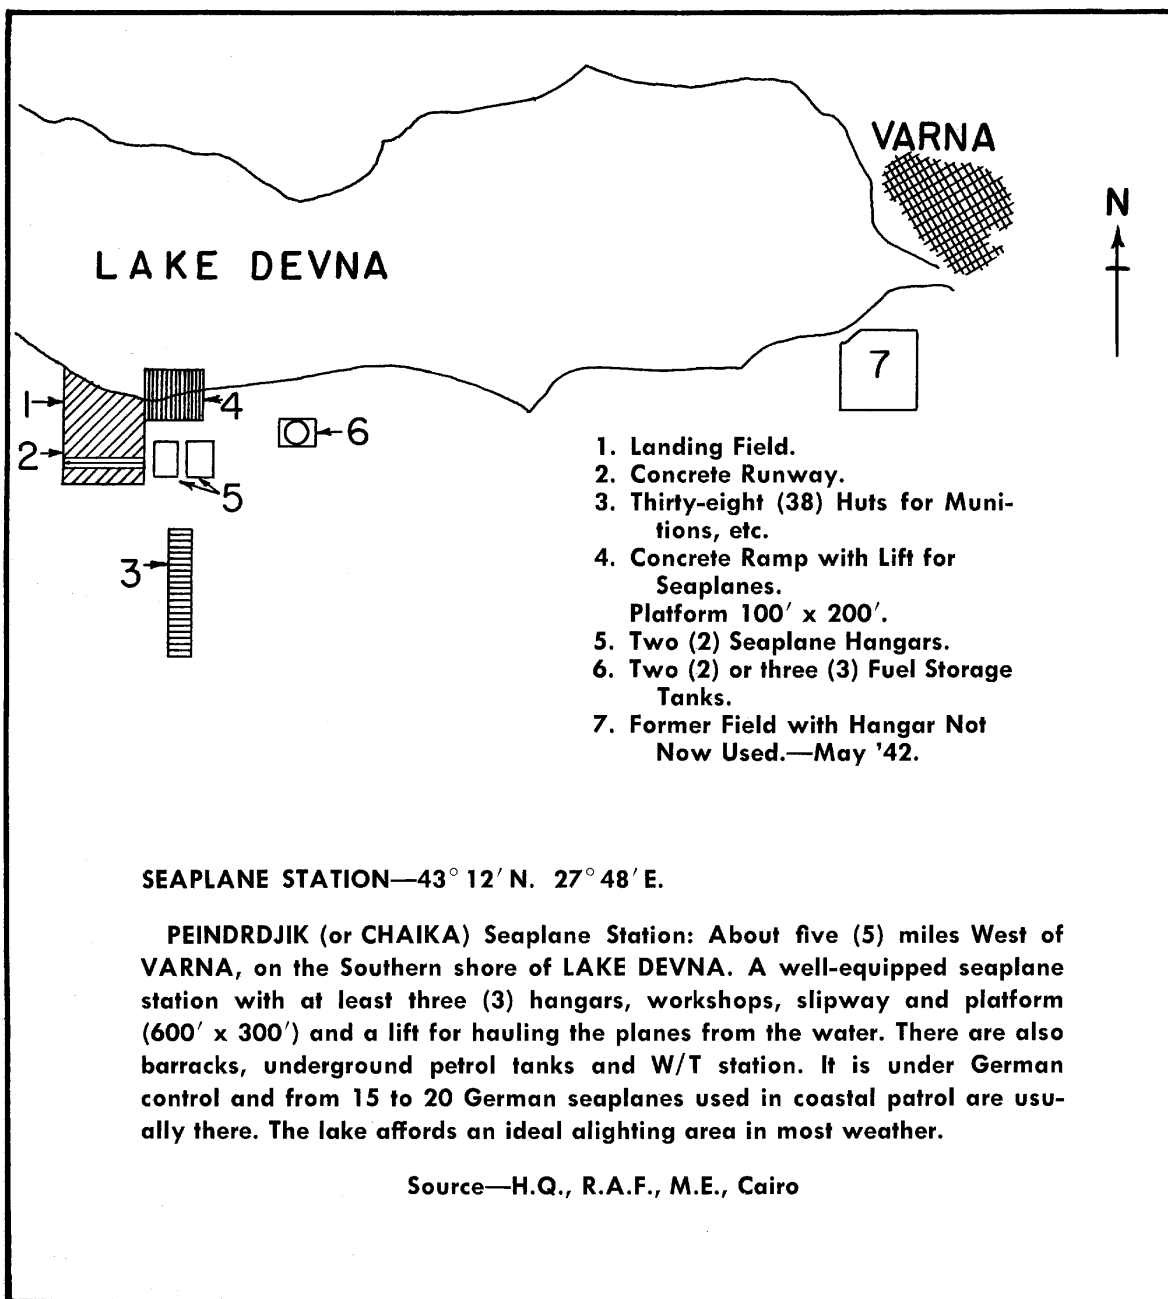 VARNA
N
LAKE DEVNA
7
1
4
2
6
5
3
1. Landing Field.
2. Concrete Runway.
3. Thirty-eight (38) Huts for Muni-
tions, etc.
4. Concrete Ramp with Lift for
Seaplanes.
Platform 100′ x 200′.
5. Two (2) Seaplane Hangars.
6. Two (2) or three (3) Fuel Storage
Tanks.
7. Former Field with Hangar Not
Now Used.—May '42.
SEAPLANE STATION—43° 12′ N. 27° 48′ E.
PEINDRDJIK (or CHAIKA) Seaplane Station: About five (5) miles West of
VARNA, on the Southern shore of LAKE DEVNA. A well-equipped seaplane
station with at least three (3) hangars, workshops, slipway and platform
(600′ x 300′) and a lift for hauling the planes from the water. There are also
barracks, underground petrol tanks and W/T station. It is under German
control and from 15 to 20 German seaplanes used in coastal patrol are usu-
ally there. The lake affords an ideal alighting area in most weather.
Source—H.Q., R.A.F., M.E., Cairo